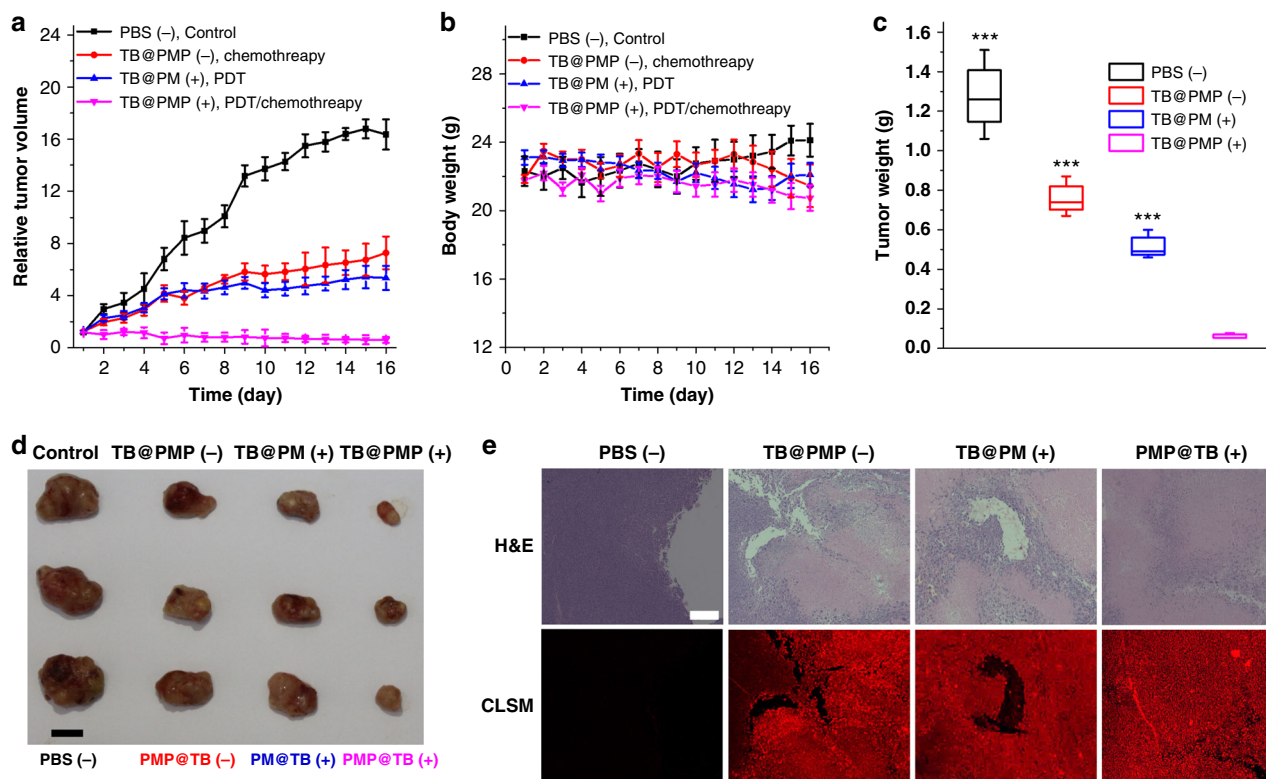 a
Relative tumor volume
24
20
16
12
8
4
0
PBS (–), Control
TB@PMP (–), chemothreapy
TB@PM (+), PDT
TB@PMP (+), PDT/chemothreapy
0 2 4 6 8 10 12 14 16
Time (day)
b
Body weight (g)
28
24
20
16
12
PBS (–), Control
TB@PMP (–), chemothreapy
TB@PM (+), PDT
TB@PMP (+), PDT/chemothreapy
2 4 6 8 10 12 14 16
Time (day)
c
Tumor weight (g)
1.6
1.4
1.2
1.0
0.8
0.6
0.4
0.2
0.0
***
***
***
PBS (–)
TB@PMP (–)
TB@PM (+)
TB@PMP (+)
d
Control TB@PMP (–) TB@PM (+) TB@PMP (+)
PBS (–) PMP@TB (–) PM@TB (+) PMP@TB (+)
e
PBS (–) TB@PMP (–) TB@PM (+) PMP@TB (+)
H&E
CLSM